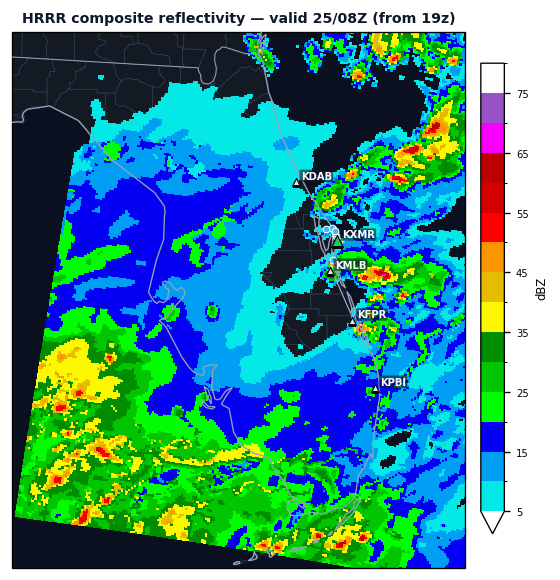 HRRR composite reflectivity — valid 25/08Z (from 19z)
KDAB
KXMR
KMLB
KFPR
KPBI
75
65
55
45
35
25
15
5
dBZ